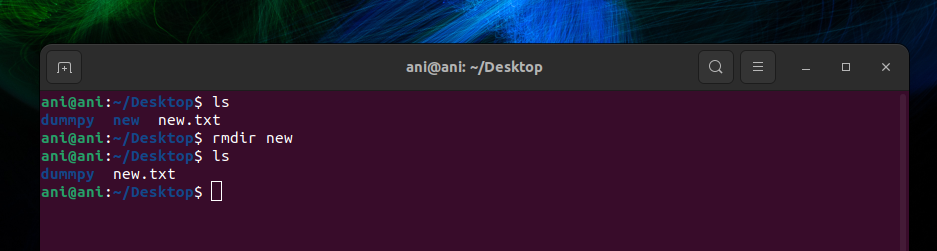 ani@ani: ~/Desktop
ani@ani:~/Desktop$ ls
dummpy  new  new.txt
ani@ani:~/Desktop$ rmdir new
ani@ani:~/Desktop$ ls
dummpy  new.txt
ani@ani:~/Desktop$